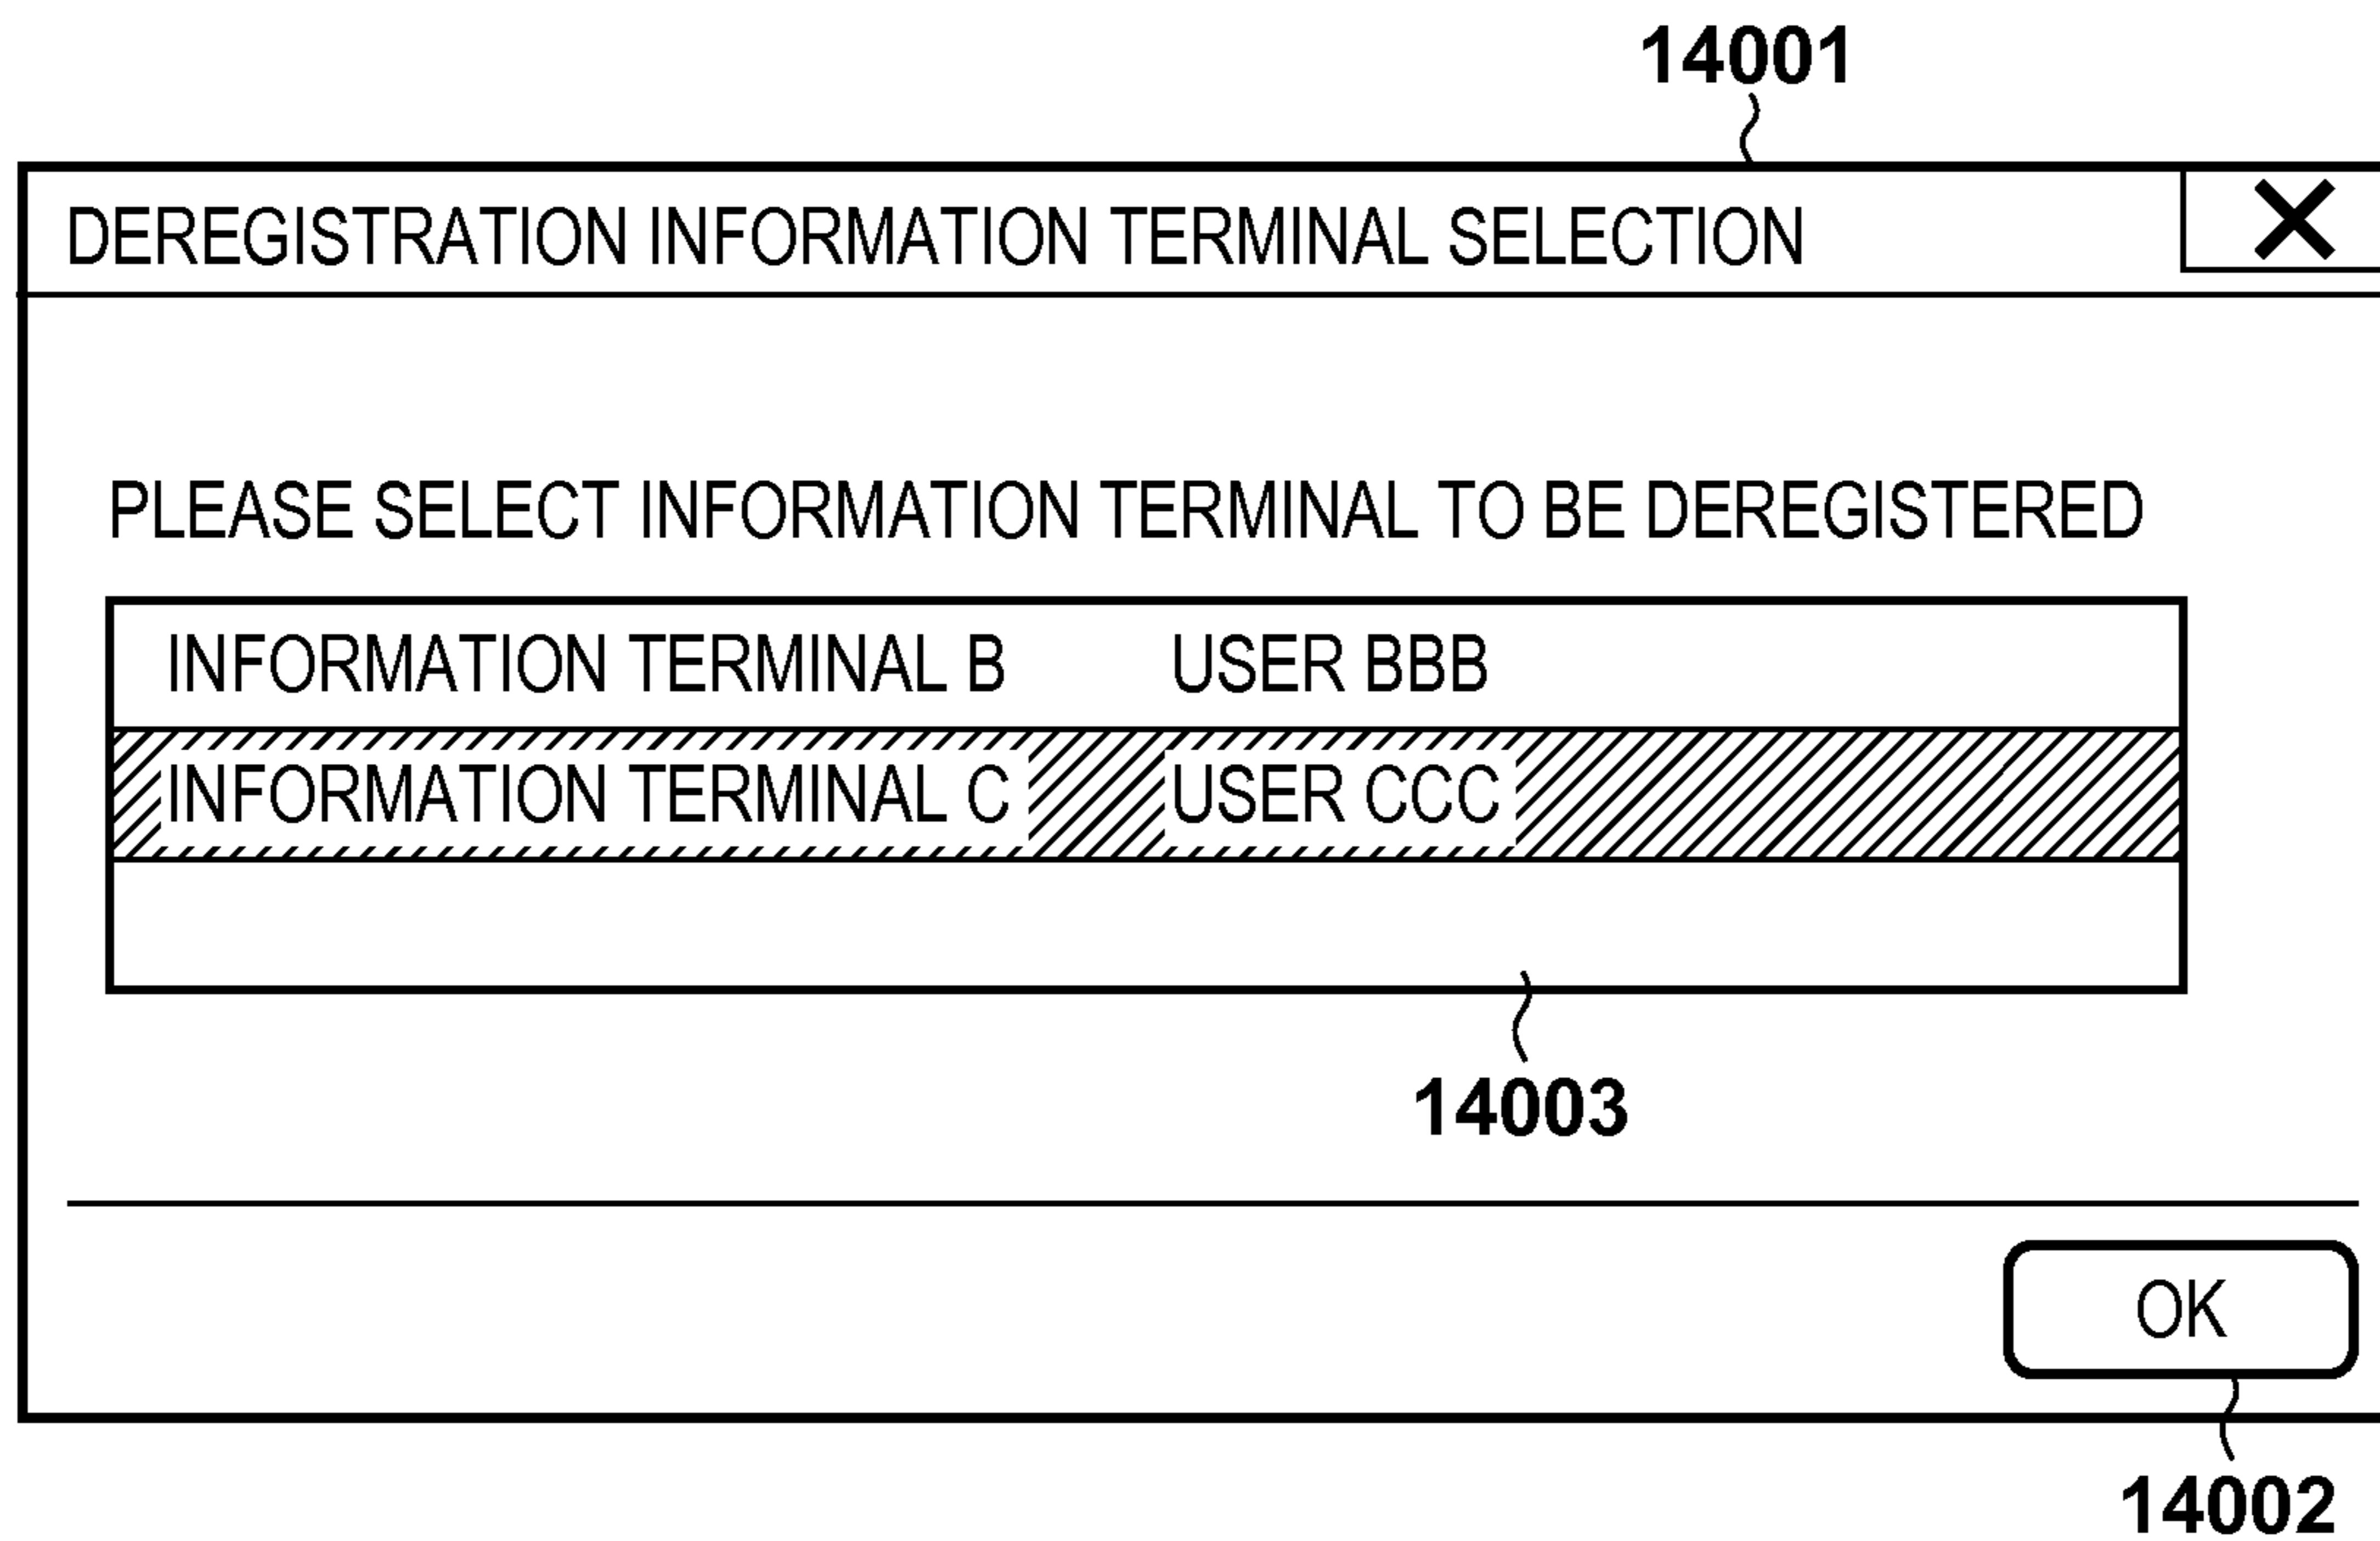 14001
DEREGISTRATION INFORMATION TERMINAL SELECTION
PLEASE SELECT INFORMATION TERMINAL TO BE DEREGISTERED
INFORMATION TERMINAL B USER BBB
INFORMATION TERMINAL C USER CCC
14003
OK
14002